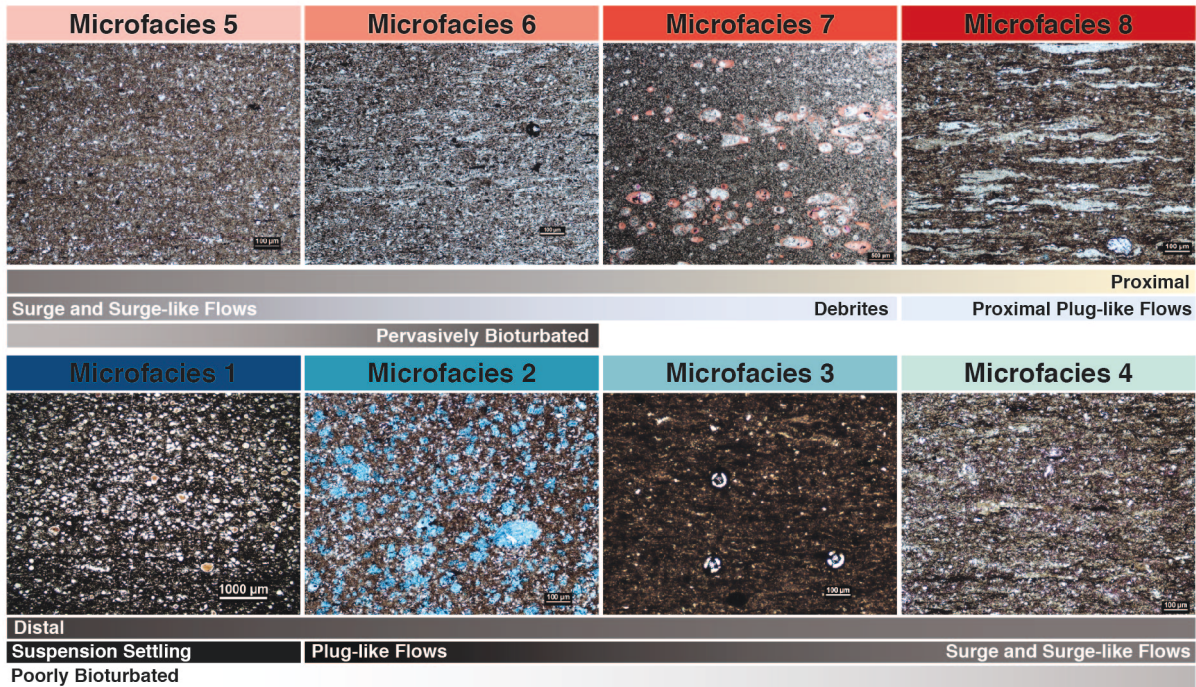 Microfacies 5 Microfacies 6 Microfacies 7 Microfacies 8
100 µm 100 µm 500 µm 100 µm
Proximal
Surge and Surge-like Flows Debrites Proximal Plug-like Flows
Pervasively Bioturbated
Microfacies 1 Microfacies 2 Microfacies 3 Microfacies 4
1000 µm 100 µm 100 µm 100 µm
Distal
Suspension Settling Plug-like Flows Surge and Surge-like Flows
Poorly Bioturbated